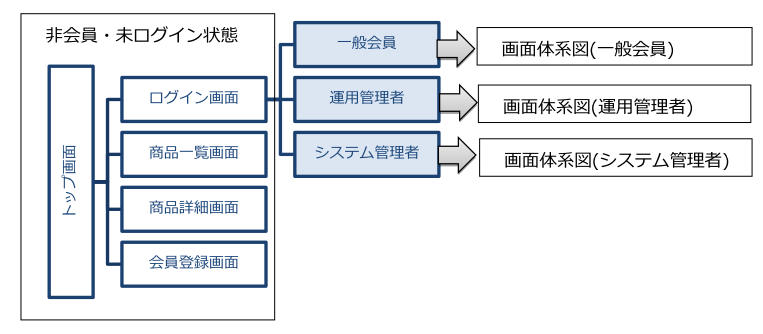 非会員・未ログイン状態
トップ画面
ログイン画面
商品一覧画面
商品詳細画面
会員登録画面
一般会員
運用管理者
システム管理者
画面体系図(一般会員)
画面体系図(運用管理者)
画面体系図(システム管理者)